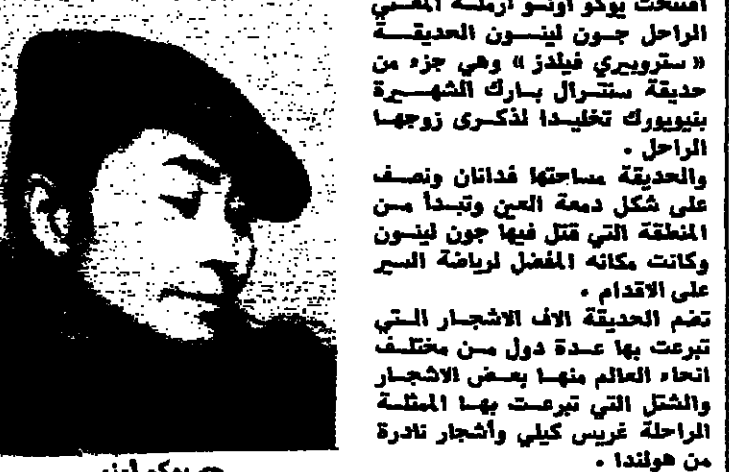 افتتحت يوكو اونو ارملة المغني
الراحل جون لينون الحديقة
« ستروبيري فيلدز » وهي جزء من
حديقة سنترال بارك الشهيرة
بنيويورك تخليدا لذكرى زوجها
الراحل .
والحديقة مساحتها فدانان ونصف
على شكل دمعة العين وتبدأ من
المنطقة التي قتل فيها جون لينون
وكانت مكانه المفضل لرياضة السير
على الاقدام .
تضم الحديقة الاف الاشجار التي
تبرعت بها عدة دول من مختلف
انحاء العالم منها بعض الاشجار
والشتل التي تبرعت بها الممثلة
الراحلة غريس كيلي وأشجار نادرة
من هولندا .
يوكو أونو